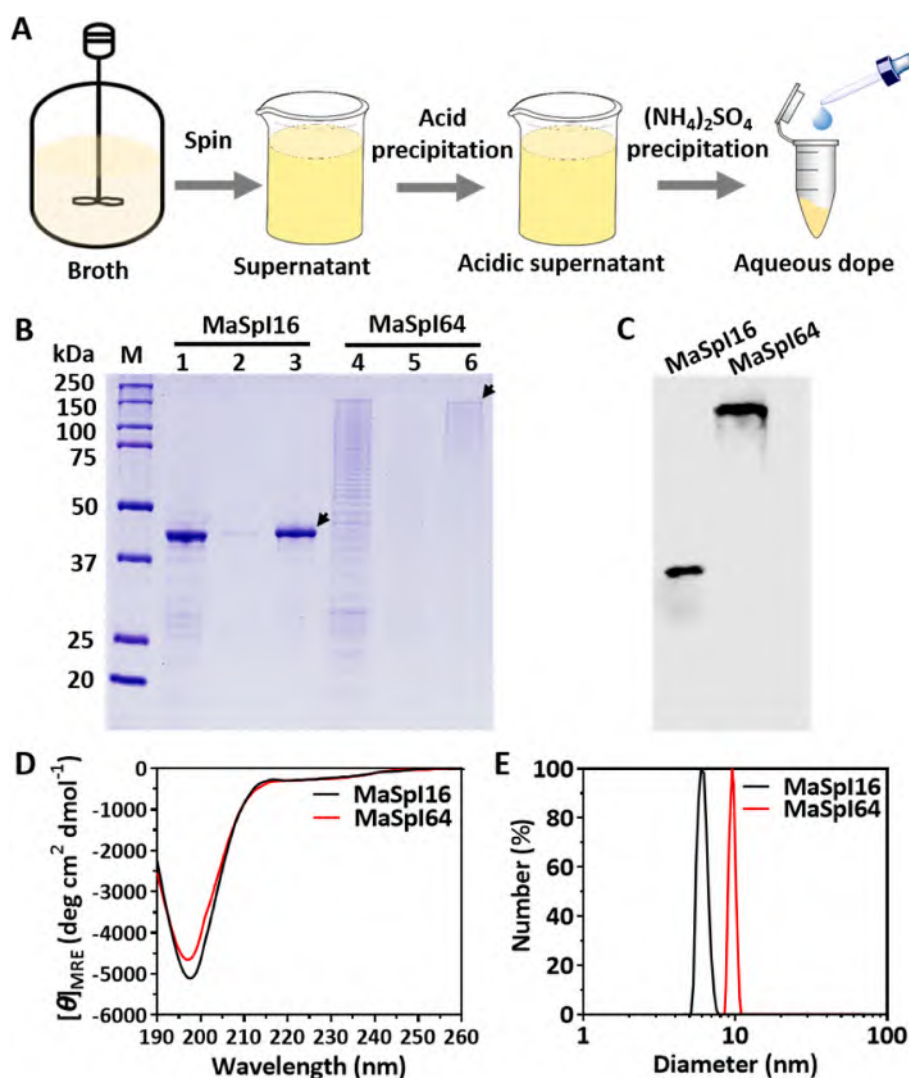 A
Spin
Acid
precipitation
(NH₄)₂SO₄
precipitation
Broth
Supernatant
Acidic supernatant
Aqueous dope
B
MaSpI16
MaSpI64
kDa
M
1
2
3
4
5
6
250
150
100
75
50
37
25
20
C
MaSpI16
MaSpI64
D
[θ]MRE (deg cm² dmol⁻¹)
0
-1000
-2000
-3000
-4000
-5000
-6000
MaSpI16
MaSpI64
190 200 210 220 230 240 250 260
Wavelength (nm)
E
Number (%)
100
80
60
40
20
0
MaSpI16
MaSpI64
1 10 100
Diameter (nm)